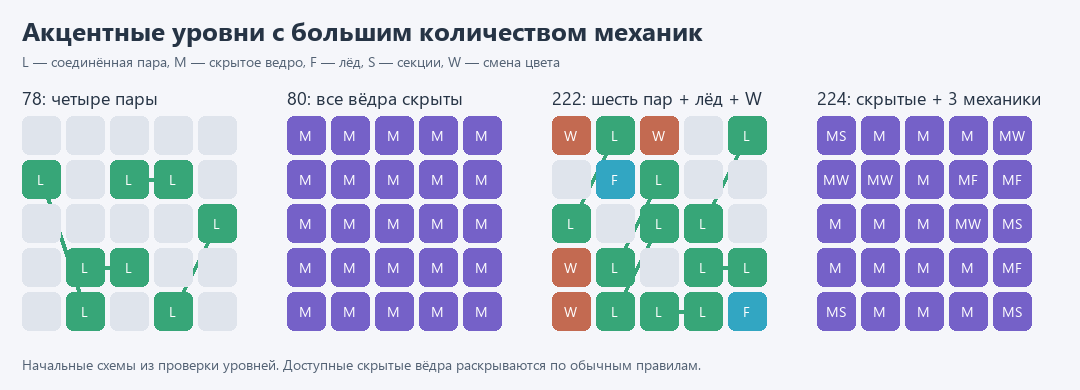 Акцентные уровни с большим количеством механик
L — соединённая пара, M — скрытое ведро, F — лёд, S — секции, W — смена цвета
78: четыре пары
L L L
L
L L
L L
80: все вёдра скрыты
M M M M M
M M M M M
M M M M M
M M M M M
M M M M M
222: шесть пар + лёд + W
W L W L
F L
L L L
W L L L
W L L L F
224: скрытые + 3 механики
MS M M M MW
MW MW M MF MF
M M M MW MS
M M M M MF
MS M M M MS
Начальные схемы из проверки уровней. Доступные скрытые вёдра раскрываются по обычным правилам.